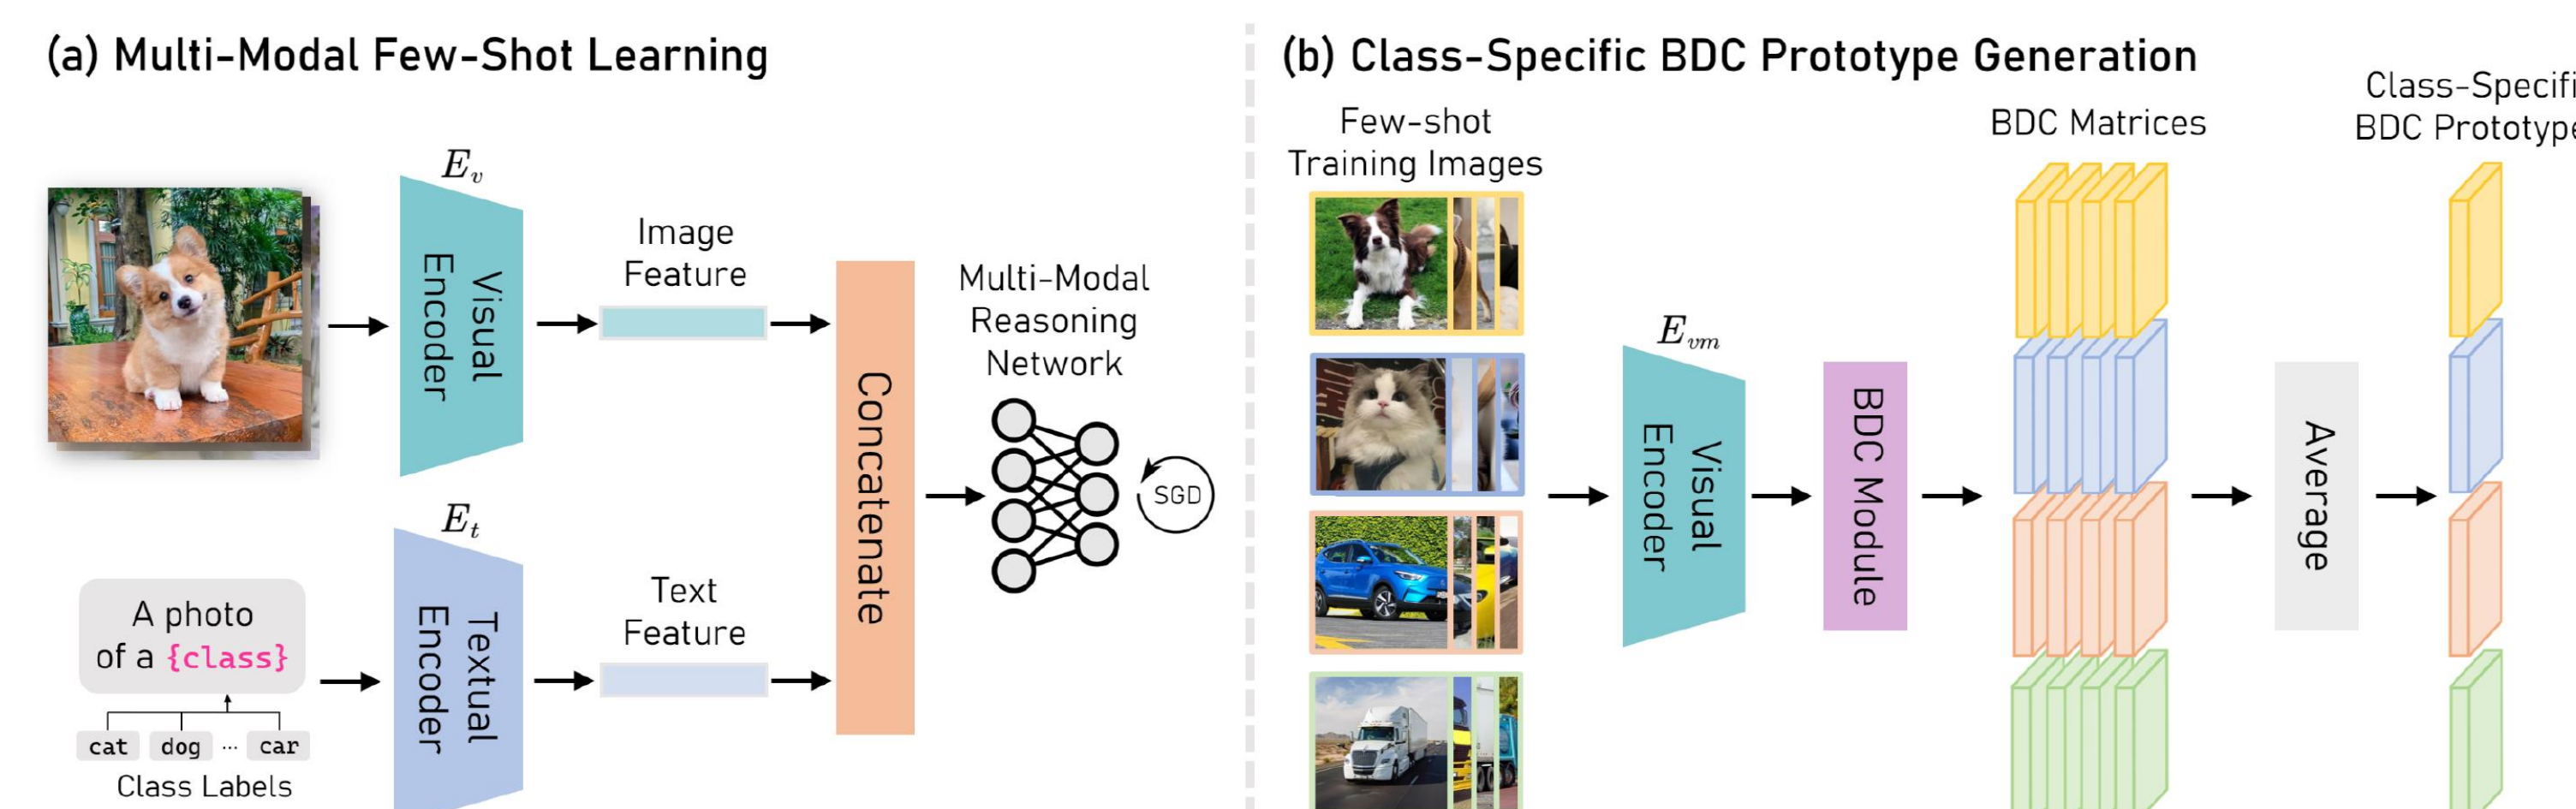 (a) Multi-Modal Few-Shot Learning
E_v
Visual
Encoder
Image
Feature
Multi-Modal
Reasoning
Network
Concatenate
SGD
E_t
A photo
of a {class}
Textual
Encoder
Text
Feature
cat dog ... car
Class Labels
(b) Class-Specific BDC Prototype Generation
Few-shot
Training Images
E_vm
Visual
Encoder
BDC Module
BDC Matrices
Average
Class-Specifi
BDC Prototype